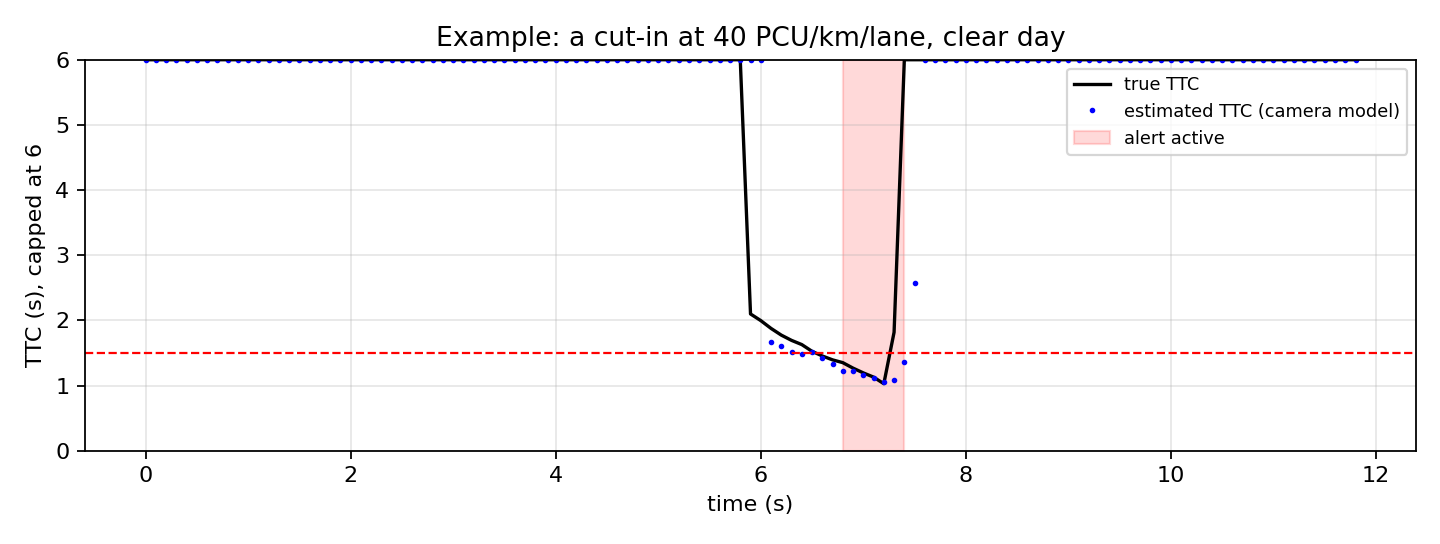 Example: a cut-in at 40 PCU/km/lane, clear day
TTC (s), capped at 6
6
5
4
3
2
1
0
true TTC
estimated TTC (camera model)
alert active
0 2 4 6 8 10 12
time (s)